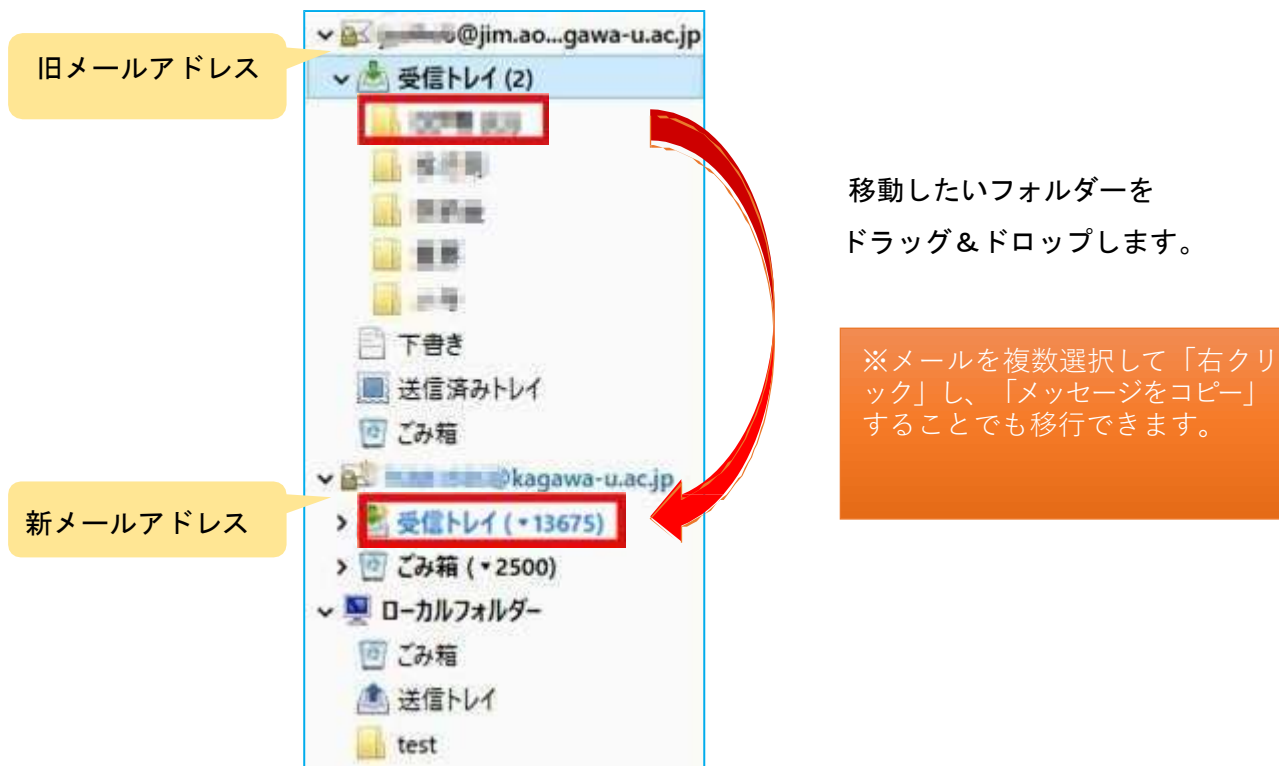 旧メールアドレス
@jim.ao...gawa-u.ac.jp
受信トレイ (2)
下書き
送信済みトレイ
ごみ箱
新メールアドレス
@kagawa-u.ac.jp
受信トレイ (▾13675)
ごみ箱 (▾2500)
ローカルフォルダー
ごみ箱
送信トレイ
test
移動したいフォルダーを
ドラッグ&ドロップします。
※メールを複数選択して「右クリ
ック」し、「メッセージをコピー」
することでも移行できます。